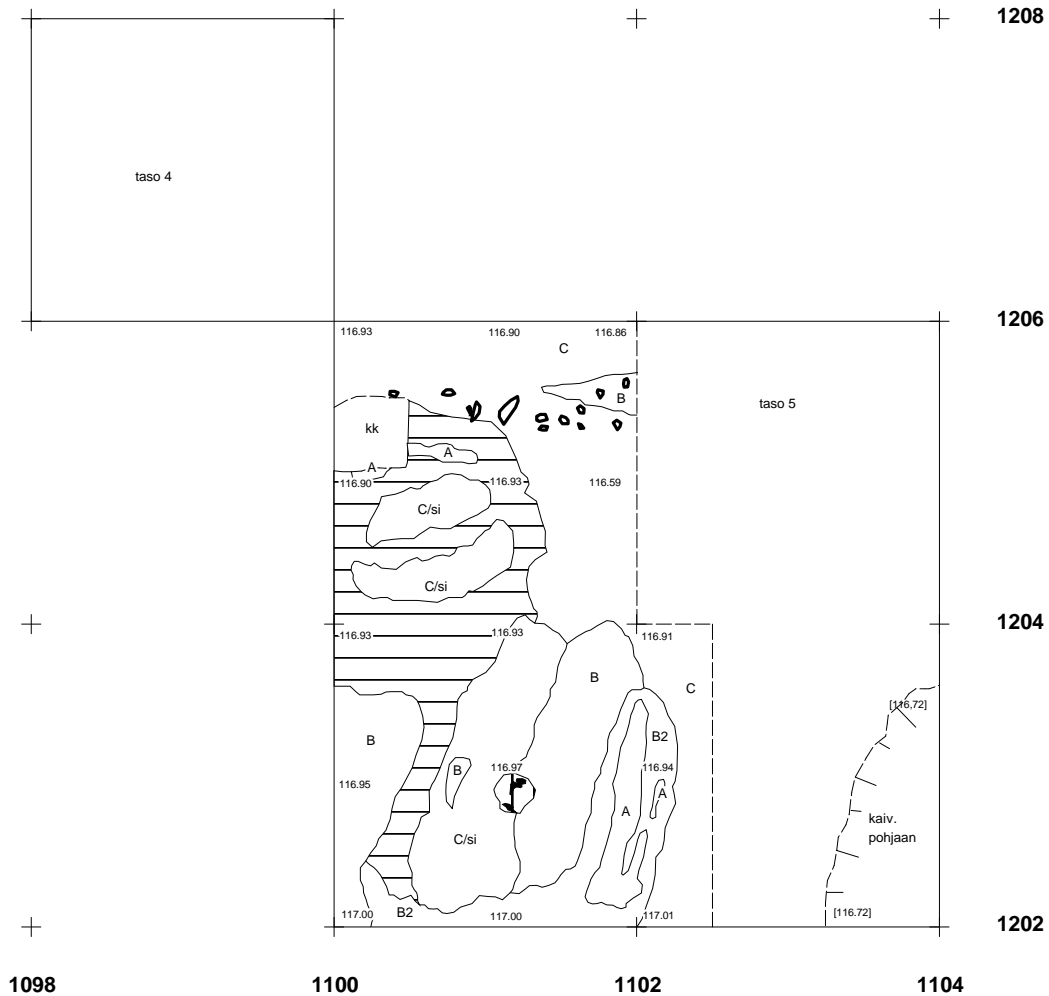 1208
taso 4
1206
116.93 116.90 116.86
C
B
taso 5
kk
A
A
116.90 116.93 116.59
C/si
C/si
1204
116.93 116.93 116.91
B
C
[116,72]
B
B2
116.97 116.94
B
116.95
A
A
kaiv.
pohjaan
C/si
117.00 B2 117.00 117.01 [116.72]
1202
1098 1100 1102 1104